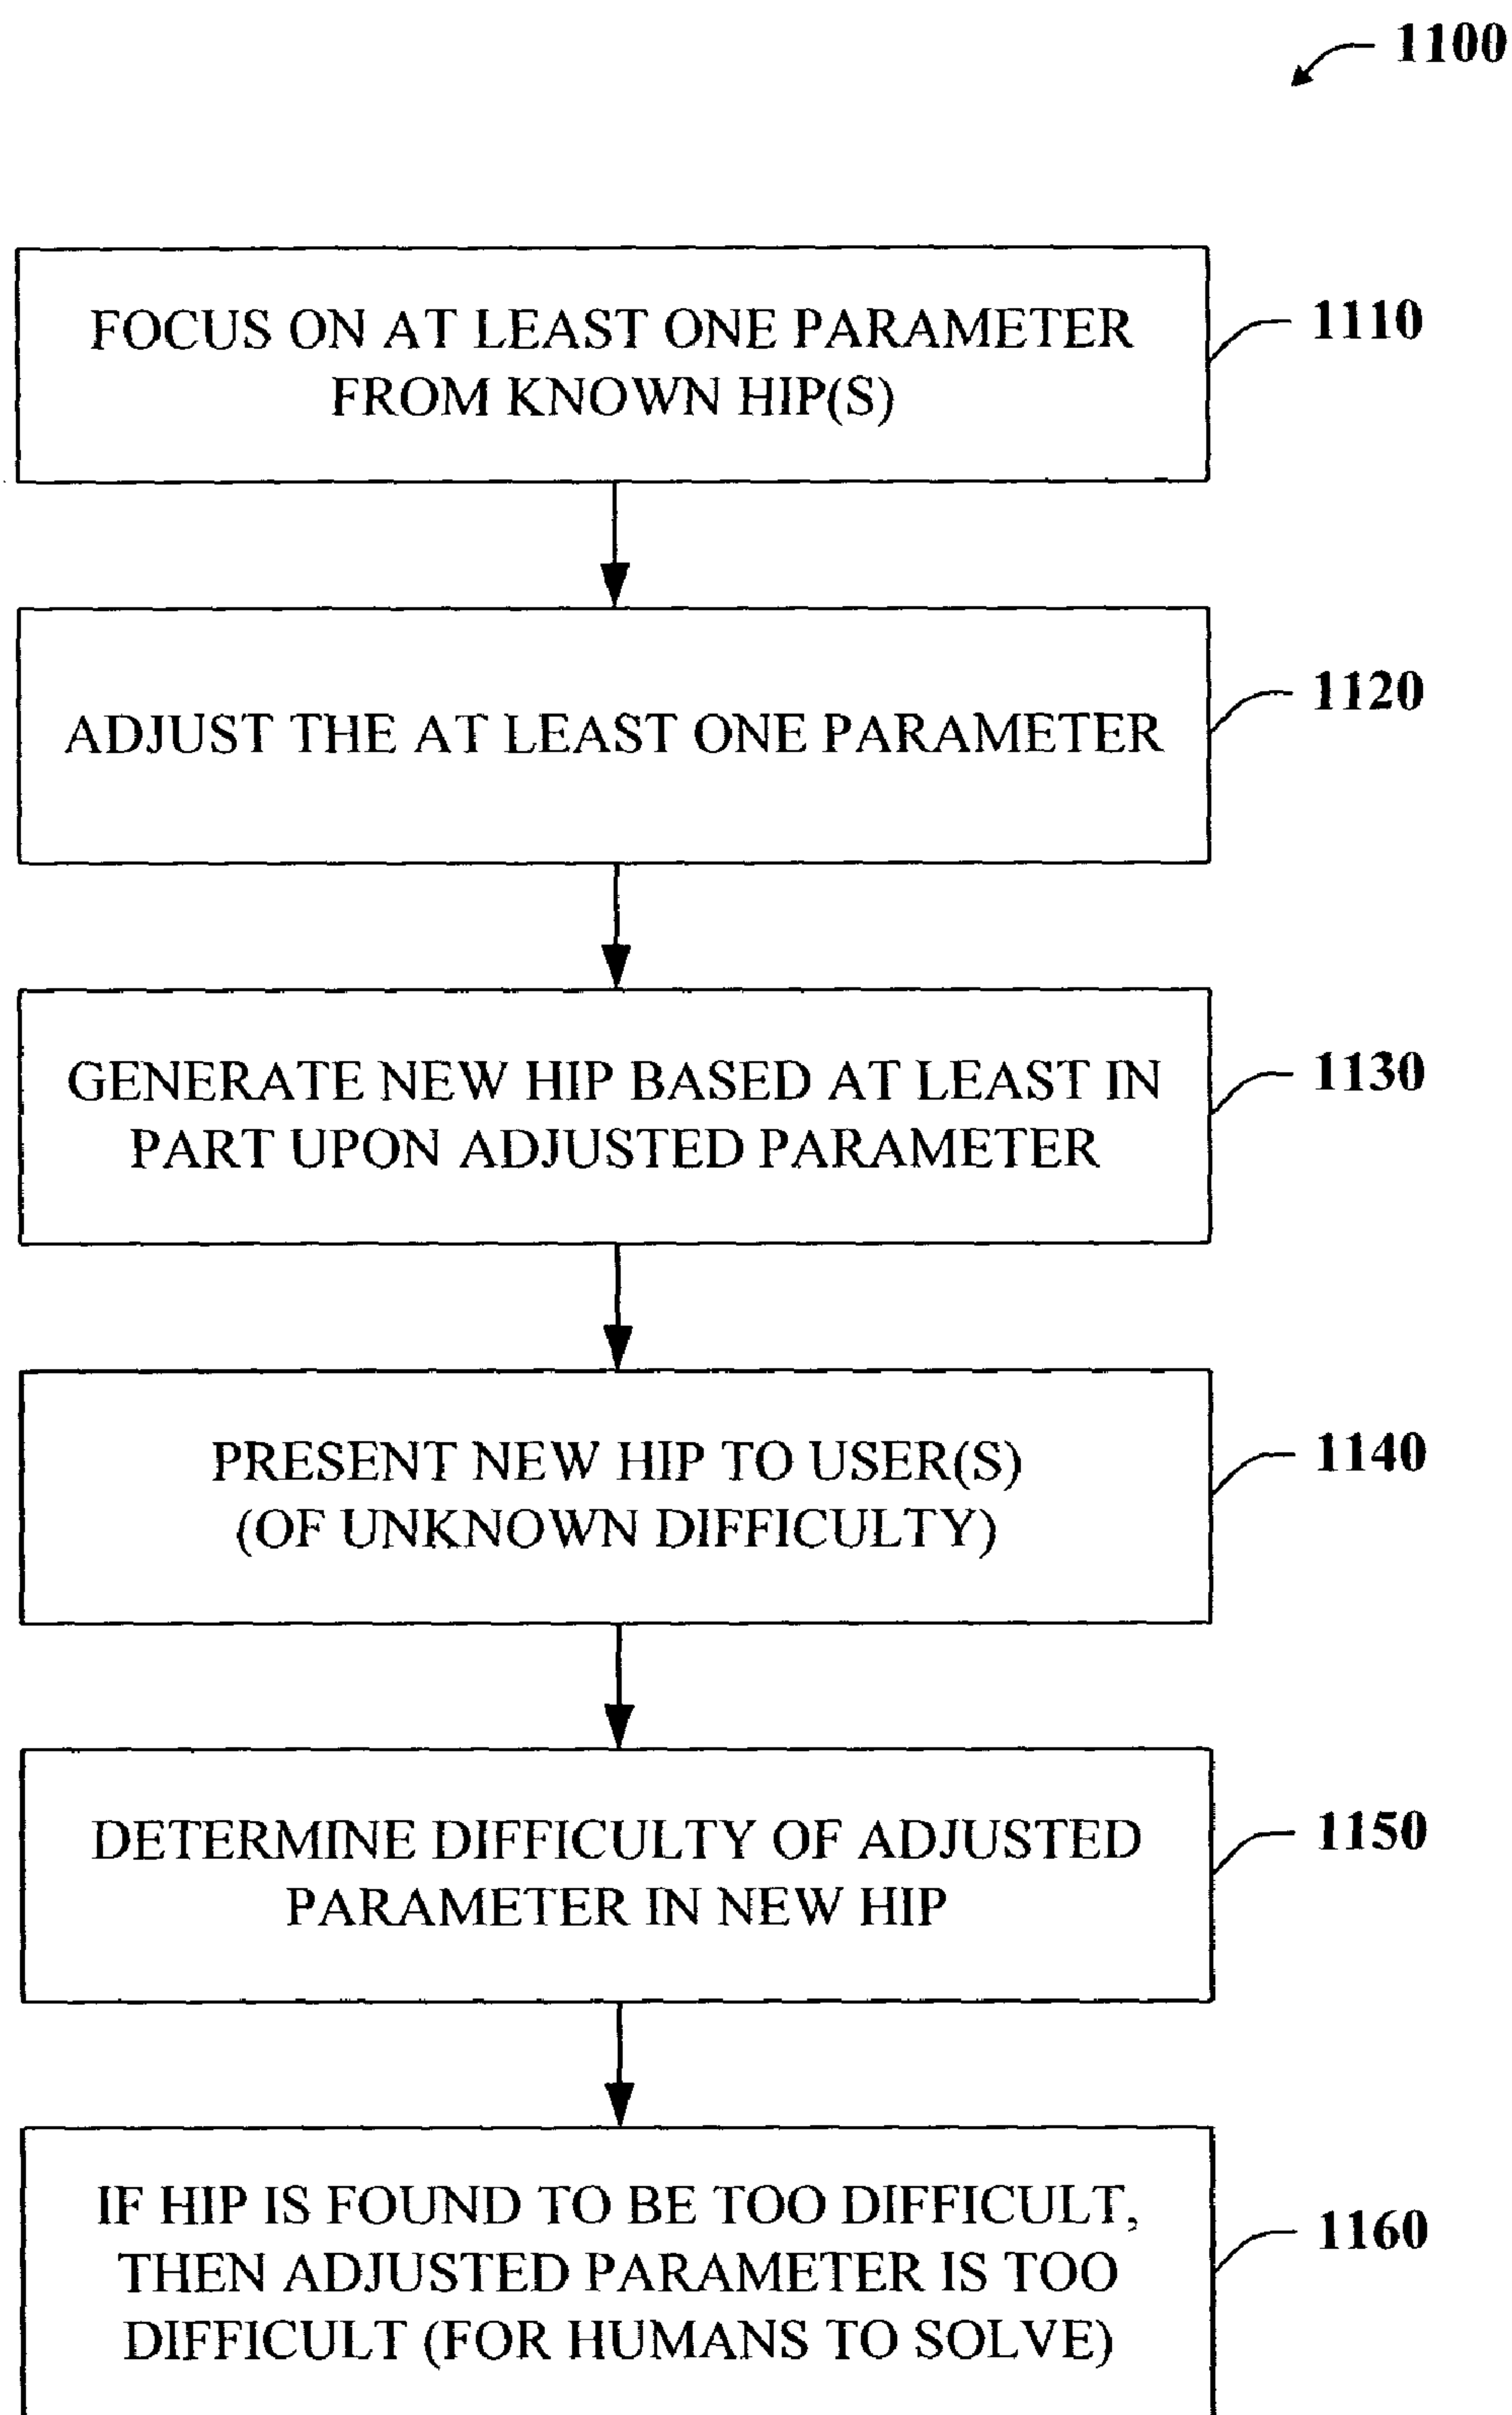 1100
FOCUS ON AT LEAST ONE PARAMETER
FROM KNOWN HIP(S)
1110
ADJUST THE AT LEAST ONE PARAMETER
1120
GENERATE NEW HIP BASED AT LEAST IN
PART UPON ADJUSTED PARAMETER
1130
PRESENT NEW HIP TO USER(S)
(OF UNKNOWN DIFFICULTY)
1140
DETERMINE DIFFICULTY OF ADJUSTED
PARAMETER IN NEW HIP
1150
IF HIP IS FOUND TO BE TOO DIFFICULT,
THEN ADJUSTED PARAMETER IS TOO
DIFFICULT (FOR HUMANS TO SOLVE)
1160